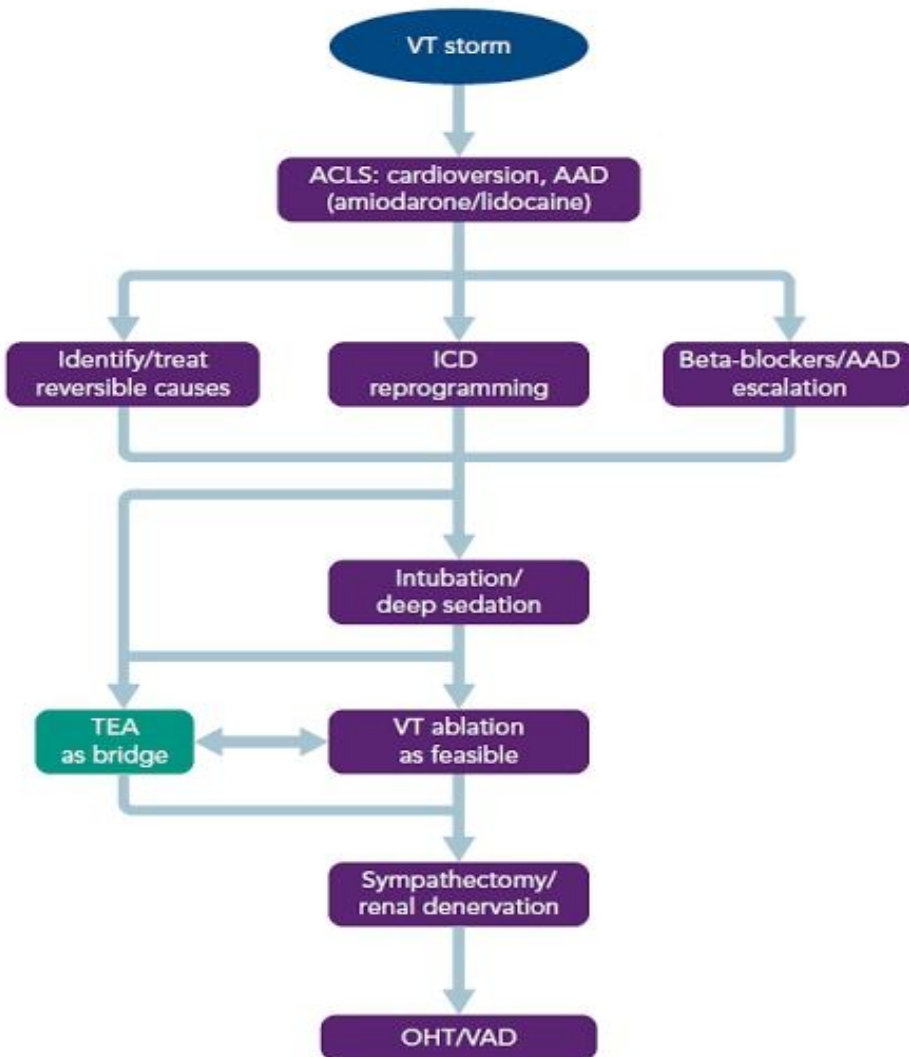 VT storm
ACLS: cardioversion, AAD
(amiodarone/lidocaine)
Identify/treat
reversible causes
ICD
reprogramming
Beta-blockers/AAD
escalation
Intubation/
deep sedation
TEA
as bridge
VT ablation
as feasible
Sympathectomy/
renal denervation
OHT/VAD